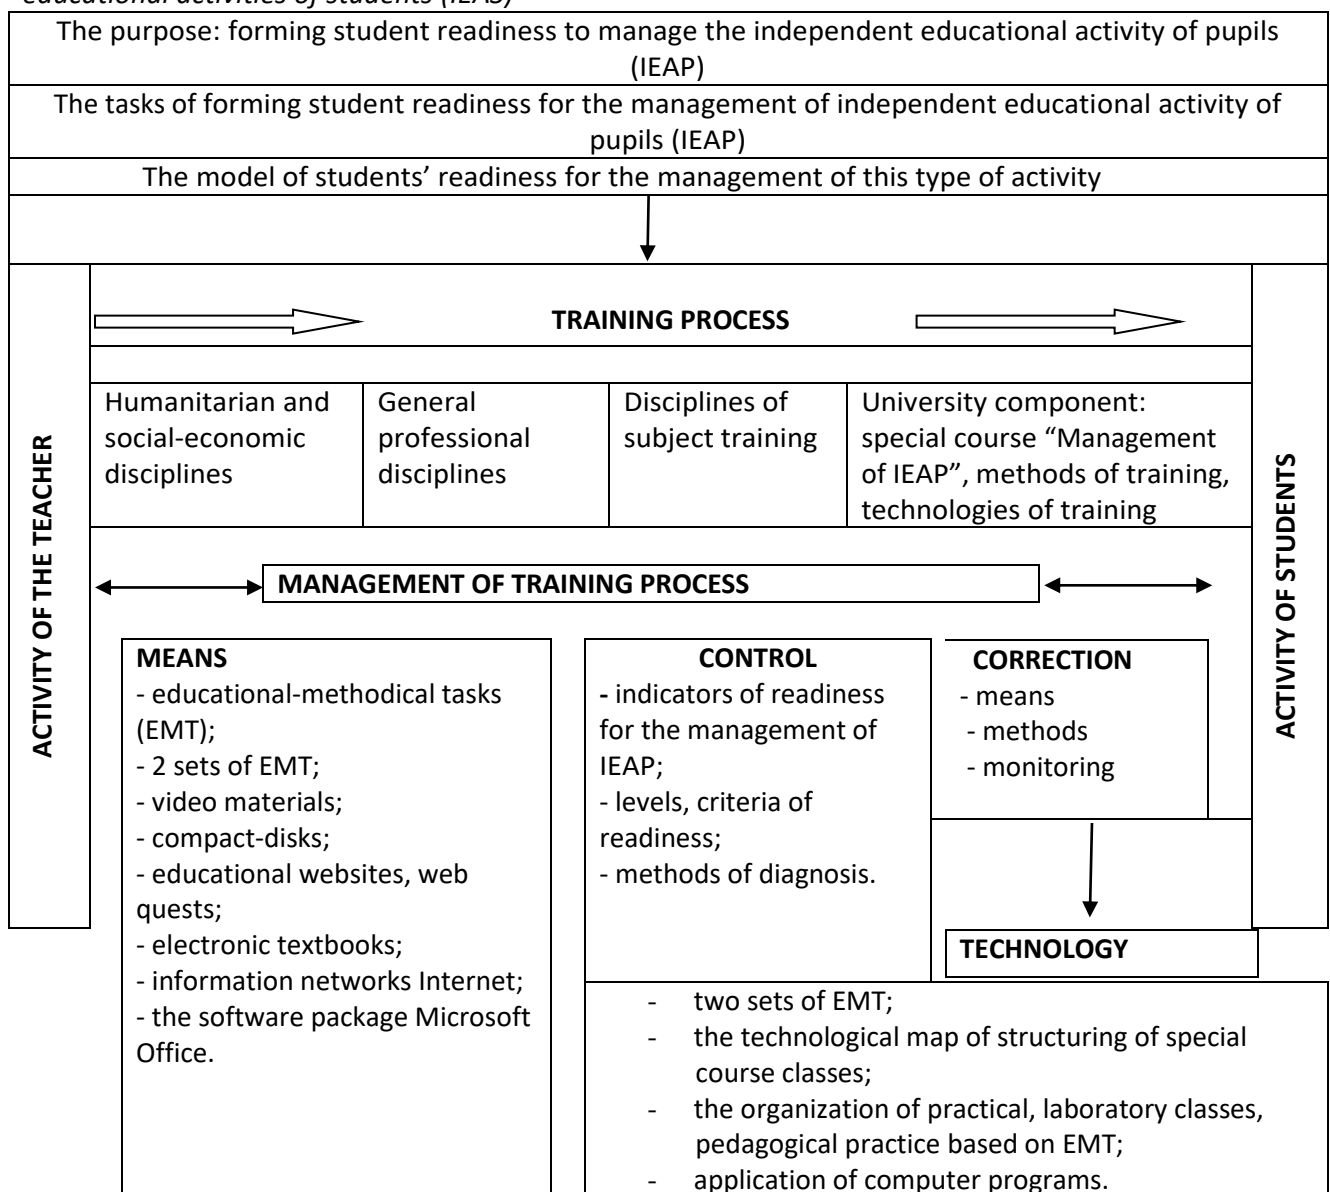 educational activities of students (IEAS)
The purpose: forming student readiness to manage the independent educational activity of pupils
(IEAP)
The tasks of forming student readiness for the management of independent educational activity of
pupils (IEAP)
The model of students’ readiness for the management of this type of activity
ACTIVITY OF THE TEACHER
TRAINING PROCESS
Humanitarian and
social-economic
disciplines
General
professional
disciplines
Disciplines of
subject training
University component:
special course “Management
of IEAP”, methods of training,
technologies of training
MANAGEMENT OF TRAINING PROCESS
MEANS
- educational-methodical tasks
(EMT);
- 2 sets of EMT;
- video materials;
- compact-disks;
- educational websites, web
quests;
- electronic textbooks;
- information networks Internet;
- the software package Microsoft
Office.
CONTROL
- indicators of readiness
for the management of
IEAP;
- levels, criteria of
readiness;
- methods of diagnosis.
CORRECTION
- means
- methods
- monitoring
ACTIVITY OF STUDENTS
TECHNOLOGY
- two sets of EMT;
- the technological map of structuring of special
course classes;
- the organization of practical, laboratory classes,
pedagogical practice based on EMT;
- application of computer programs.